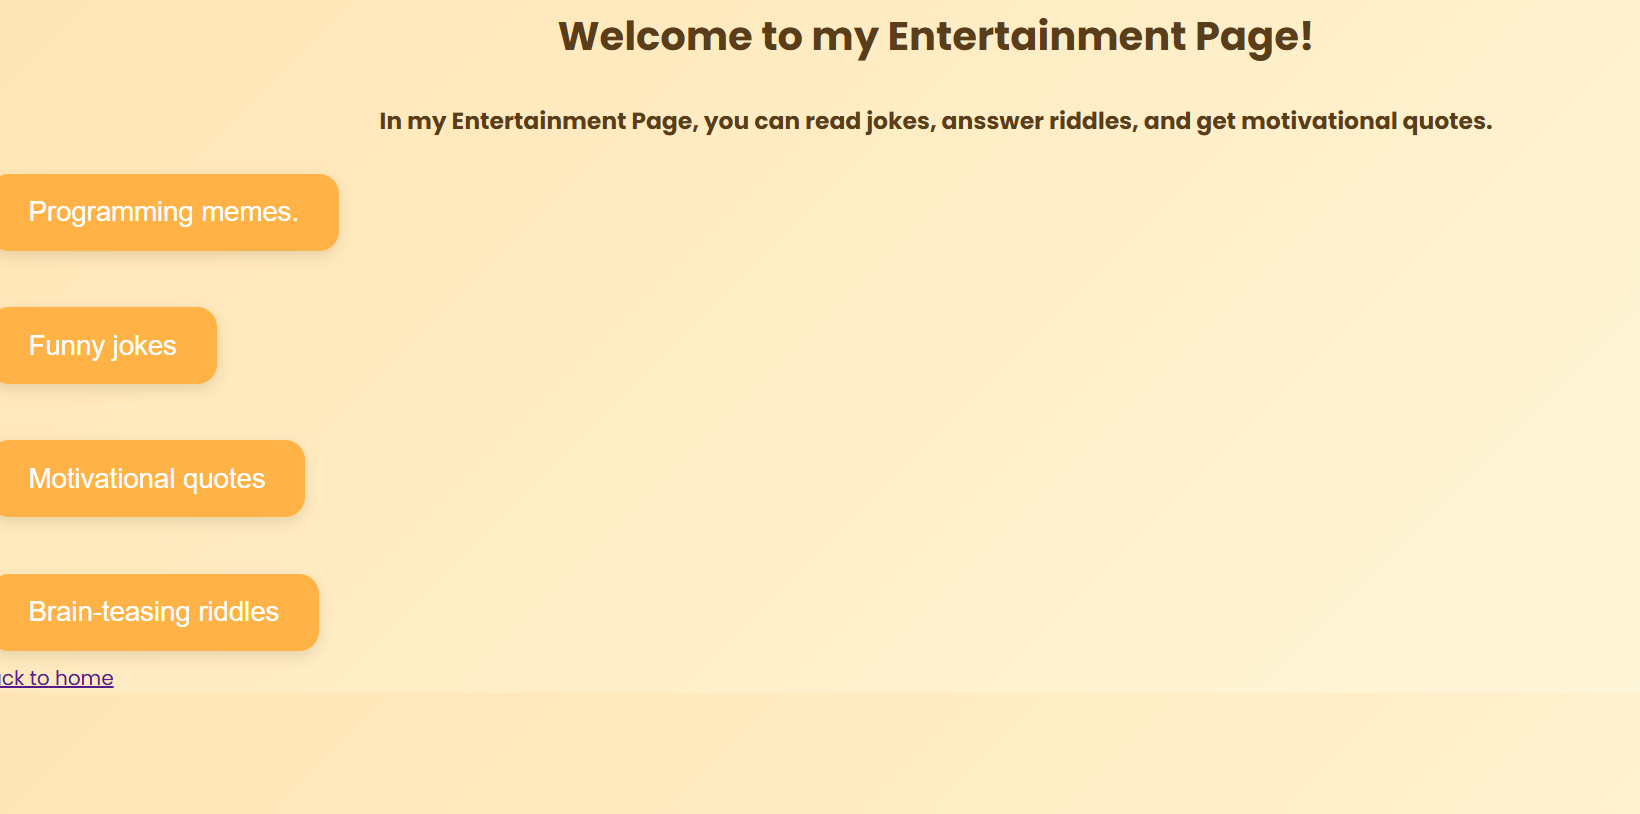 Welcome to my Entertainment Page!
In my Entertainment Page, you can read jokes, ansswer riddles, and get motivational quotes.
Programming memes.
Funny jokes
Motivational quotes
Brain-teasing riddles
to home